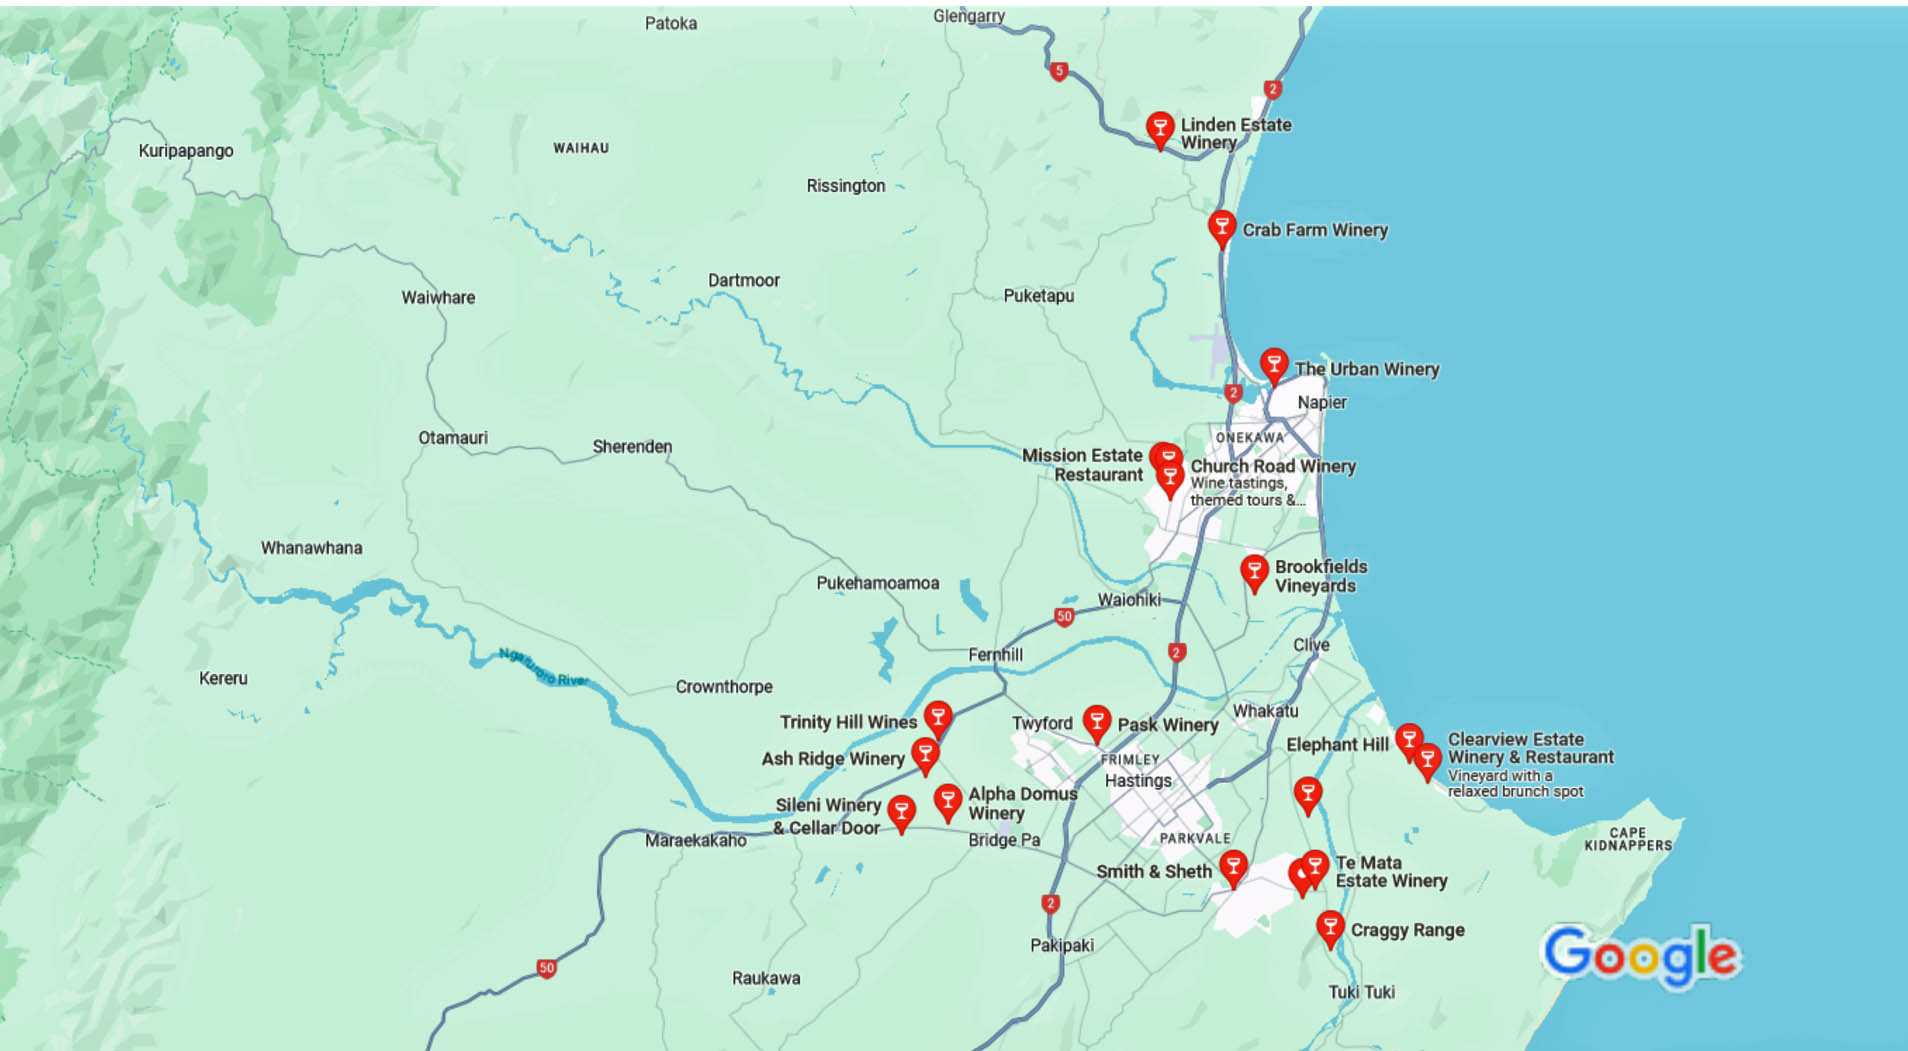 Patoka
Glengarry
5
2
Linden Estate
Winery
Kuripapango
WAIHAU
Rissington
Crab Farm Winery
Dartmoor
Puketapu
Waiwhare
The Urban Winery
2
Napier
Otamauri
Sherenden
ONEKAWA
Mission Estate
Restaurant
Church Road Winery
Wine tastings,
themed tours &...
Whanawhana
Pukehamoamoa
Brookfields
Vineyards
Waiohiki
50
Clive
Fernhill
2
Ngaruroro River
Kereru
Crownthorpe
Trinity Hill Wines
Twyford
Pask Winery
Whakatu
Elephant Hill
Clearview Estate
Winery & Restaurant
Vineyard with a
relaxed brunch spot
Ash Ridge Winery
FRIMLEY
Hastings
Sileni Winery
& Cellar Door
Alpha Domus
Winery
Maraekakaho
Bridge Pa
PARKVALE
CAPE
KIDNAPPERS
Smith & Sheth
Te Mata
Estate Winery
2
Craggy Range
Pakipaki
50
Raukawa
Tuki Tuki
Google